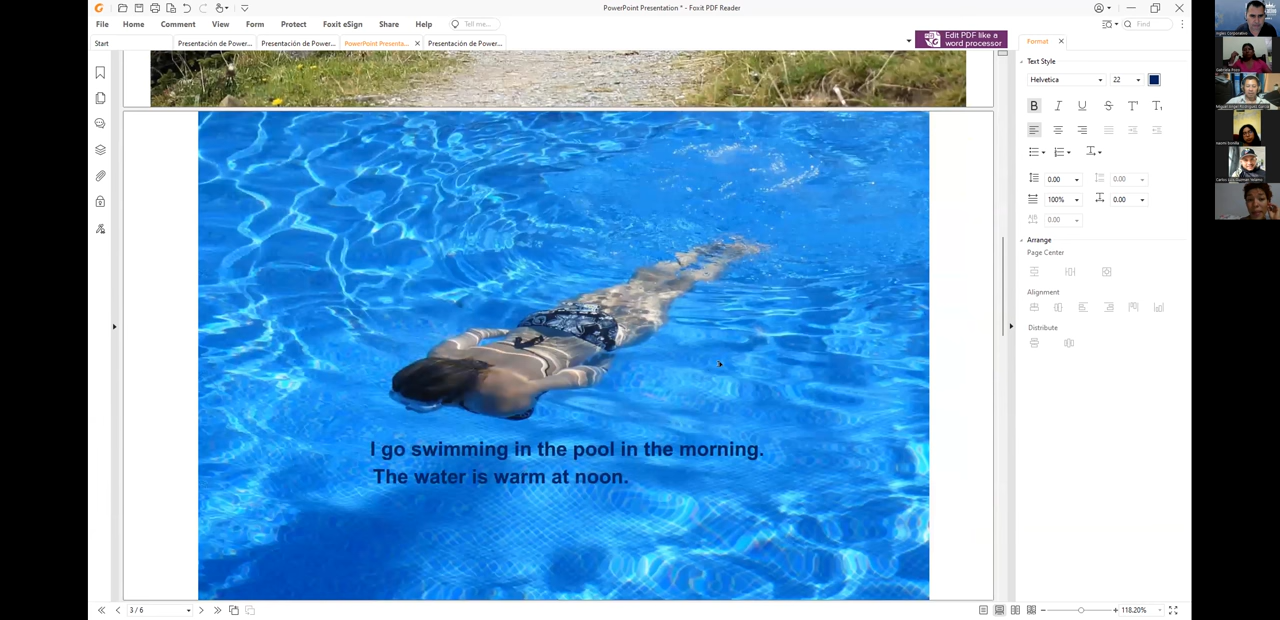 PowerPoint Presentation * - Foxit PDF Reader
File Home Comment View Form Protect Foxit eSign Share Help Tell me... Find
Start Presentación de Power... Presentación de Power... PowerPoint Presenta... Presentación de Power...
Edit PDF like a
word processor
Format
Text Style
Helvetica 22
0.00 0.00
100% 0.00
0.00
Arrange
Page Center
Alignment
Distribute
I go swimming in the pool in the morning.
The water is warm at noon.
3 / 6
118.20%